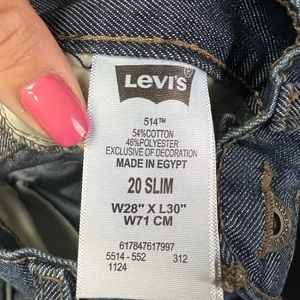 LEVI'S
514™
54%COTTON
46%POLYESTER
EXCLUSIVE OF DECORATION
MADE IN EGYPT
20 SLIM
W28" X L30"
W71 CM
617847617997
5514 - 552 312
1124